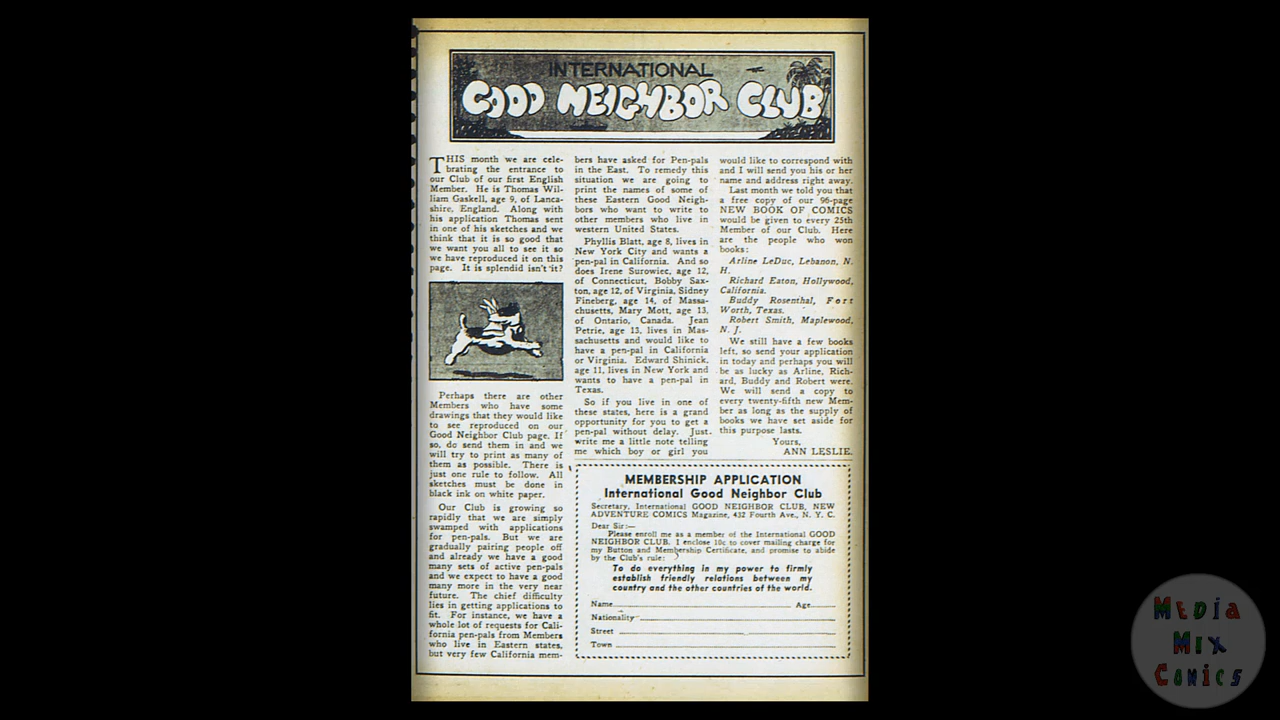 INTERNATIONAL
GOOD NEIGHBOR CLUB
THIS month we are cele-
brating the entrance to
our Club of our first English
Member. He is Thomas Wil-
liam Gaskell, age 9, of Lanca-
shire, England. Along with
his application Thomas sent
in one of his sketches and we
think that it is so good that
we want you all to see it so
we have reproduced it on this
page. It is splendid isn't it?
Perhaps there are other
Members who have some
drawings that they would like
to see reproduced on our
Good Neighbor Club page. If
so, do send them in and we
will try to print as many of
them as possible. There is
just one rule to follow. All
sketches must be done in
black ink on white paper.
Our Club is growing so
rapidly that we are simply
swamped with applications
for pen-pals. But we are
gradually pairing people off
and already we have a good
many sets of active pen-pals
and we expect to have a good
many more in the very near
future. The chief difficulty
lies in getting applications to
fit. For instance, we have a
whole lot of requests for Cali-
fornia pen-pals from Members
who live in Eastern states,
but very few California mem-
bers have asked for Pen-pals
in the East. To remedy this
situation we are going to
print the names of some of
these Eastern Good Neigh-
bors who want to write to
other members who live in
western United States.
Phyllis Blatt, age 8, lives in
New York City and wants a
pen-pal in California. And so
does Irene Surowiec, age 12,
of Connecticut, Bobby Sax-
ton, age 12, of Virginia, Sidney
Fineberg, age 14, of Massa-
chusetts, Mary Mott, age 13,
of Ontario, Canada. Jean
Petrie, age 13, lives in Mas-
sachusetts and would like to
have a pen-pal in California
or Virginia. Edward Shinick,
age 11, lives in New York and
wants to have a pen-pal in
Texas.
So if you live in one of
these states, here is a grand
opportunity for you to get a
pen-pal without delay. Just
write me a little note telling
me which boy or girl you
would like to correspond with
and I will send you his or her
name and address right away.
Last month we told you that
a free copy of our 96-page
NEW BOOK OF COMICS
would be given to every 25th
Member of our Club. Here
are the people who won
books:
Arline LeDuc, Lebanon, N.
H.
Richard Eaton, Hollywood,
California.
Buddy Rosenthal, Fort
Worth, Texas.
Robert Smith, Maplewood,
N. J.
We still have a few books
left, so send your application
in today and perhaps you will
be as lucky as Arline, Rich-
ard, Buddy and Robert were.
We will send a copy to
every twenty-fifth new Mem-
ber as long as the supply of
books we have set aside for
this purpose lasts.
Yours,
ANN LESLIE.
MEMBERSHIP APPLICATION
International Good Neighbor Club
Secretary, International GOOD NEIGHBOR CLUB, NEW
ADVENTURE COMICS Magazine, 432 Fourth Ave., N. Y. C.
Dear Sir:—
Please enroll me as a member of the International GOOD
NEIGHBOR CLUB. I enclose 10c to cover mailing charge for
my Button and Membership Certificate, and promise to abide
by the Club's rule:
To do everything in my power to firmly
establish friendly relations between my
country and the other countries of the world.
Name Age
Nationality
Street
Town
MEDIA
MIX
COMICS